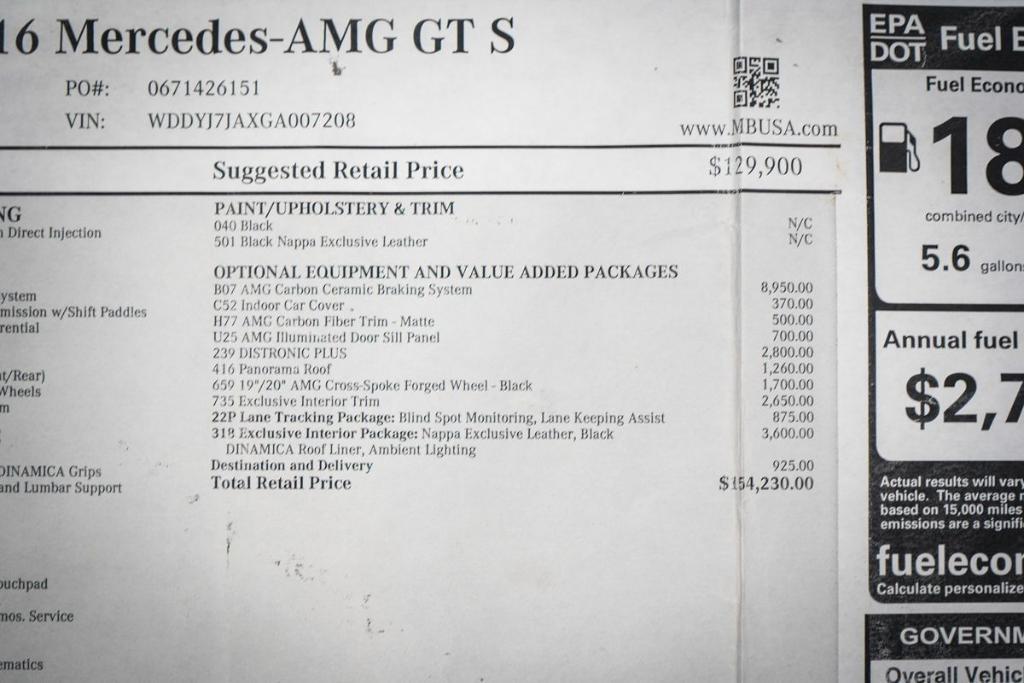 16 Mercedes-AMG GT S
PO#: 0671426151
VIN: WDDYJ7JAXGA007208
www.MBUSA.com
Suggested Retail Price $129,900
NG
n Direct Injection
ystem
mission w/Shift Paddles
rential
nt/Rear)
Wheels
m
DINAMICA Grips
and Lumbar Support
ouchpad
mos. Service
ematics
PAINT/UPHOLSTERY & TRIM
040 Black N/C
501 Black Nappa Exclusive Leather N/C
OPTIONAL EQUIPMENT AND VALUE ADDED PACKAGES
B07 AMG Carbon Ceramic Braking System 8,950.00
C52 Indoor Car Cover 370.00
H77 AMG Carbon Fiber Trim - Matte 500.00
U25 AMG Illuminated Door Sill Panel 700.00
239 DISTRONIC PLUS 2,800.00
416 Panorama Roof 1,260.00
659 19"/20" AMG Cross-Spoke Forged Wheel - Black 1,700.00
735 Exclusive Interior Trim 2,650.00
22P Lane Tracking Package: Blind Spot Monitoring, Lane Keeping Assist 875.00
318 Exclusive Interior Package: Nappa Exclusive Leather, Black 3,600.00
DINAMICA Roof Liner, Ambient Lighting
Destination and Delivery 925.00
Total Retail Price $154,230.00
EPA
DOT
Fuel E
Fuel Econo
18
combined city/
5.6 gallons
Annual fuel
$2,7
Actual results will vary
vehicle. The average n
based on 15,000 miles
emissions are a signifi
fuelecon
Calculate personalize
GOVERNM
Overall Vehic